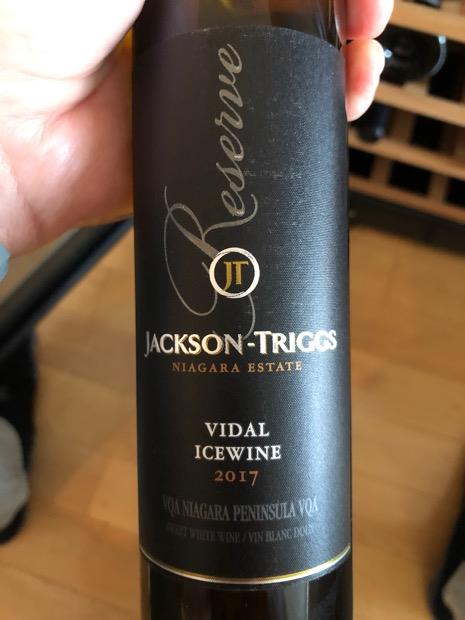 Reserve
JT
JACKSON-TRIGGS
NIAGARA ESTATE
VIDAL
ICEWINE
2017
VQA NIAGARA PENINSULA VQA
SWEET WHITE WINE / VIN BLANC DOUX